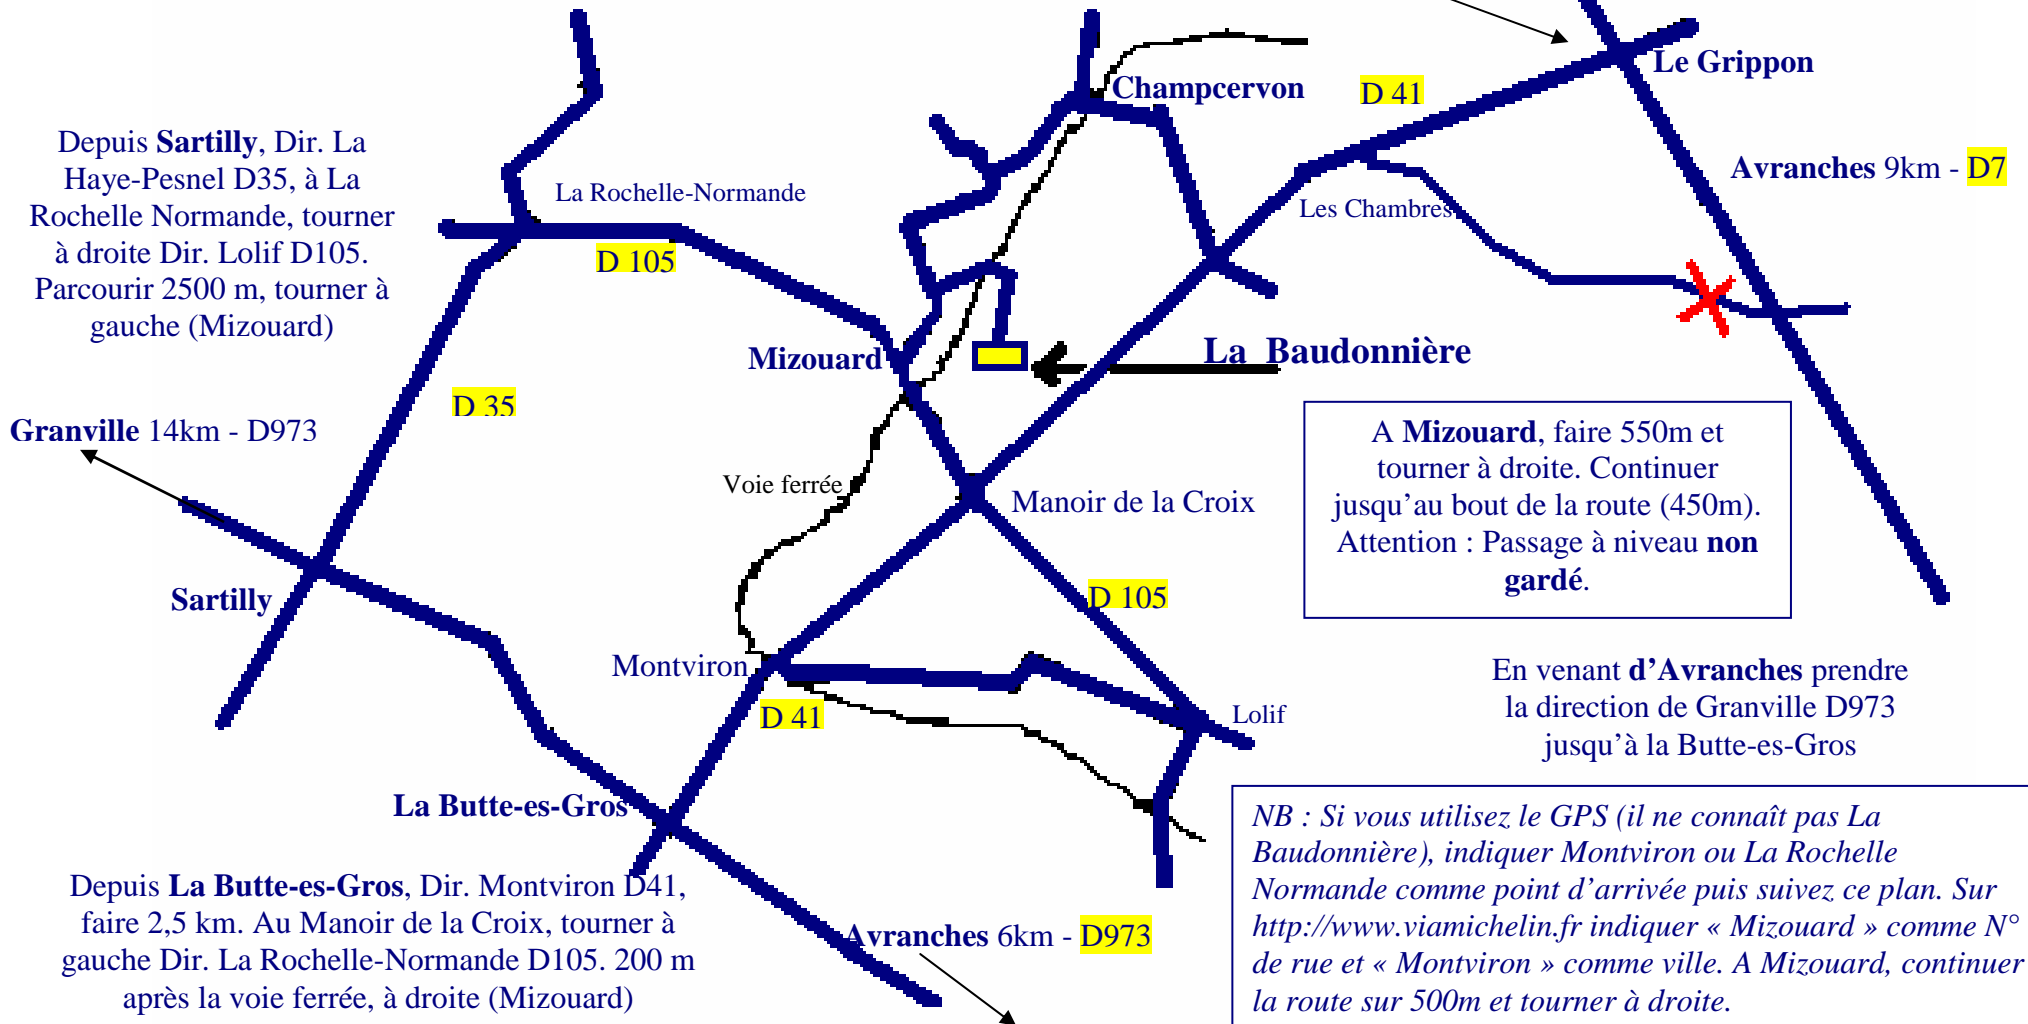 Le Grippon
Champcervon
D 41
Depuis Sartilly, Dir. La
Haye-Pesnel D35, à La
Rochelle Normande, tourner
à droite Dir. Lolif D105.
Parcourir 2500 m, tourner à
gauche (Mizouard)
Avranches 9km - D7
La Rochelle-Normande
Les Chambres
D 105
Mizouard
La Baudonnière
D 35
Granville 14km - D973
A Mizouard, faire 550m et
tourner à droite. Continuer
jusqu’au bout de la route (450m).
Attention : Passage à niveau non
gardé.
Voie ferrée
Manoir de la Croix
Sartilly
D 105
Montviron
D 41
Lolif
En venant d’Avranches prendre
la direction de Granville D973
jusqu’à la Butte-es-Gros
La Butte-es-Gros
Depuis La Butte-es-Gros, Dir. Montviron D41,
faire 2,5 km. Au Manoir de la Croix, tourner à
gauche Dir. La Rochelle-Normande D105. 200 m
après la voie ferrée, à droite (Mizouard)
Avranches 6km - D973
NB : Si vous utilisez le GPS (il ne connaît pas La
Baudonnière), indiquer Montviron ou La Rochelle
Normande comme point d’arrivée puis suivez ce plan. Sur
http://www.viamichelin.fr indiquer « Mizouard » comme N°
de rue et « Montviron » comme ville. A Mizouard, continuer
la route sur 500m et tourner à droite.